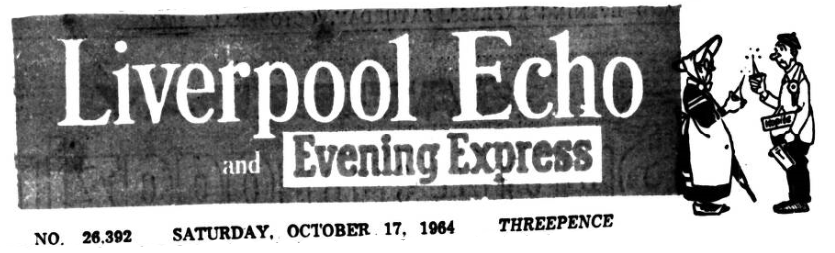 Liverpool Echo
and Evening Express
NO. 26,392 SATURDAY, OCTOBER 17, 1964 THREEPENCE